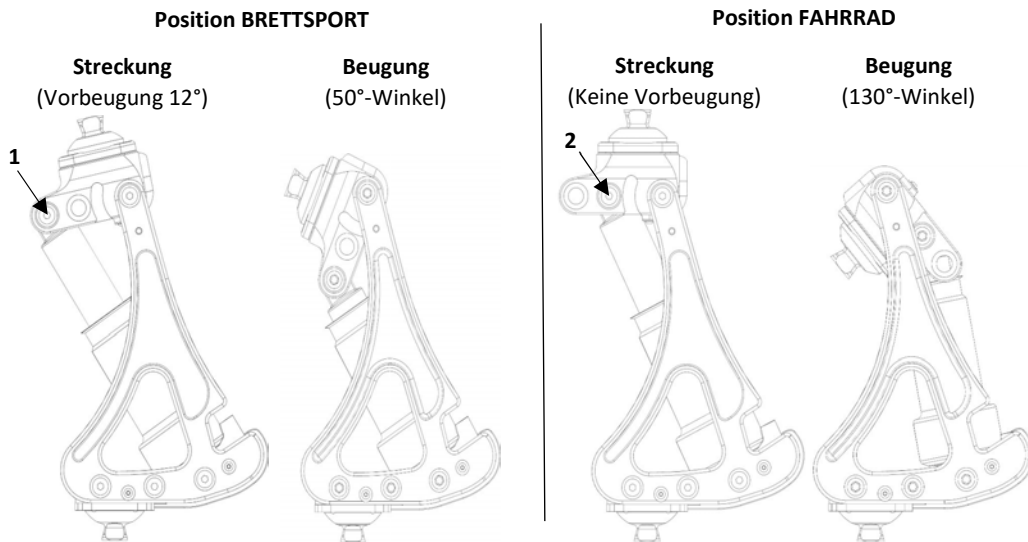 Position BRETTSPORT
Streckung
(Vorbeugung 12°)
Beugung
(50°-Winkel)
1
Position FAHRRAD
Streckung
(Keine Vorbeugung)
Beugung
(130°-Winkel)
2